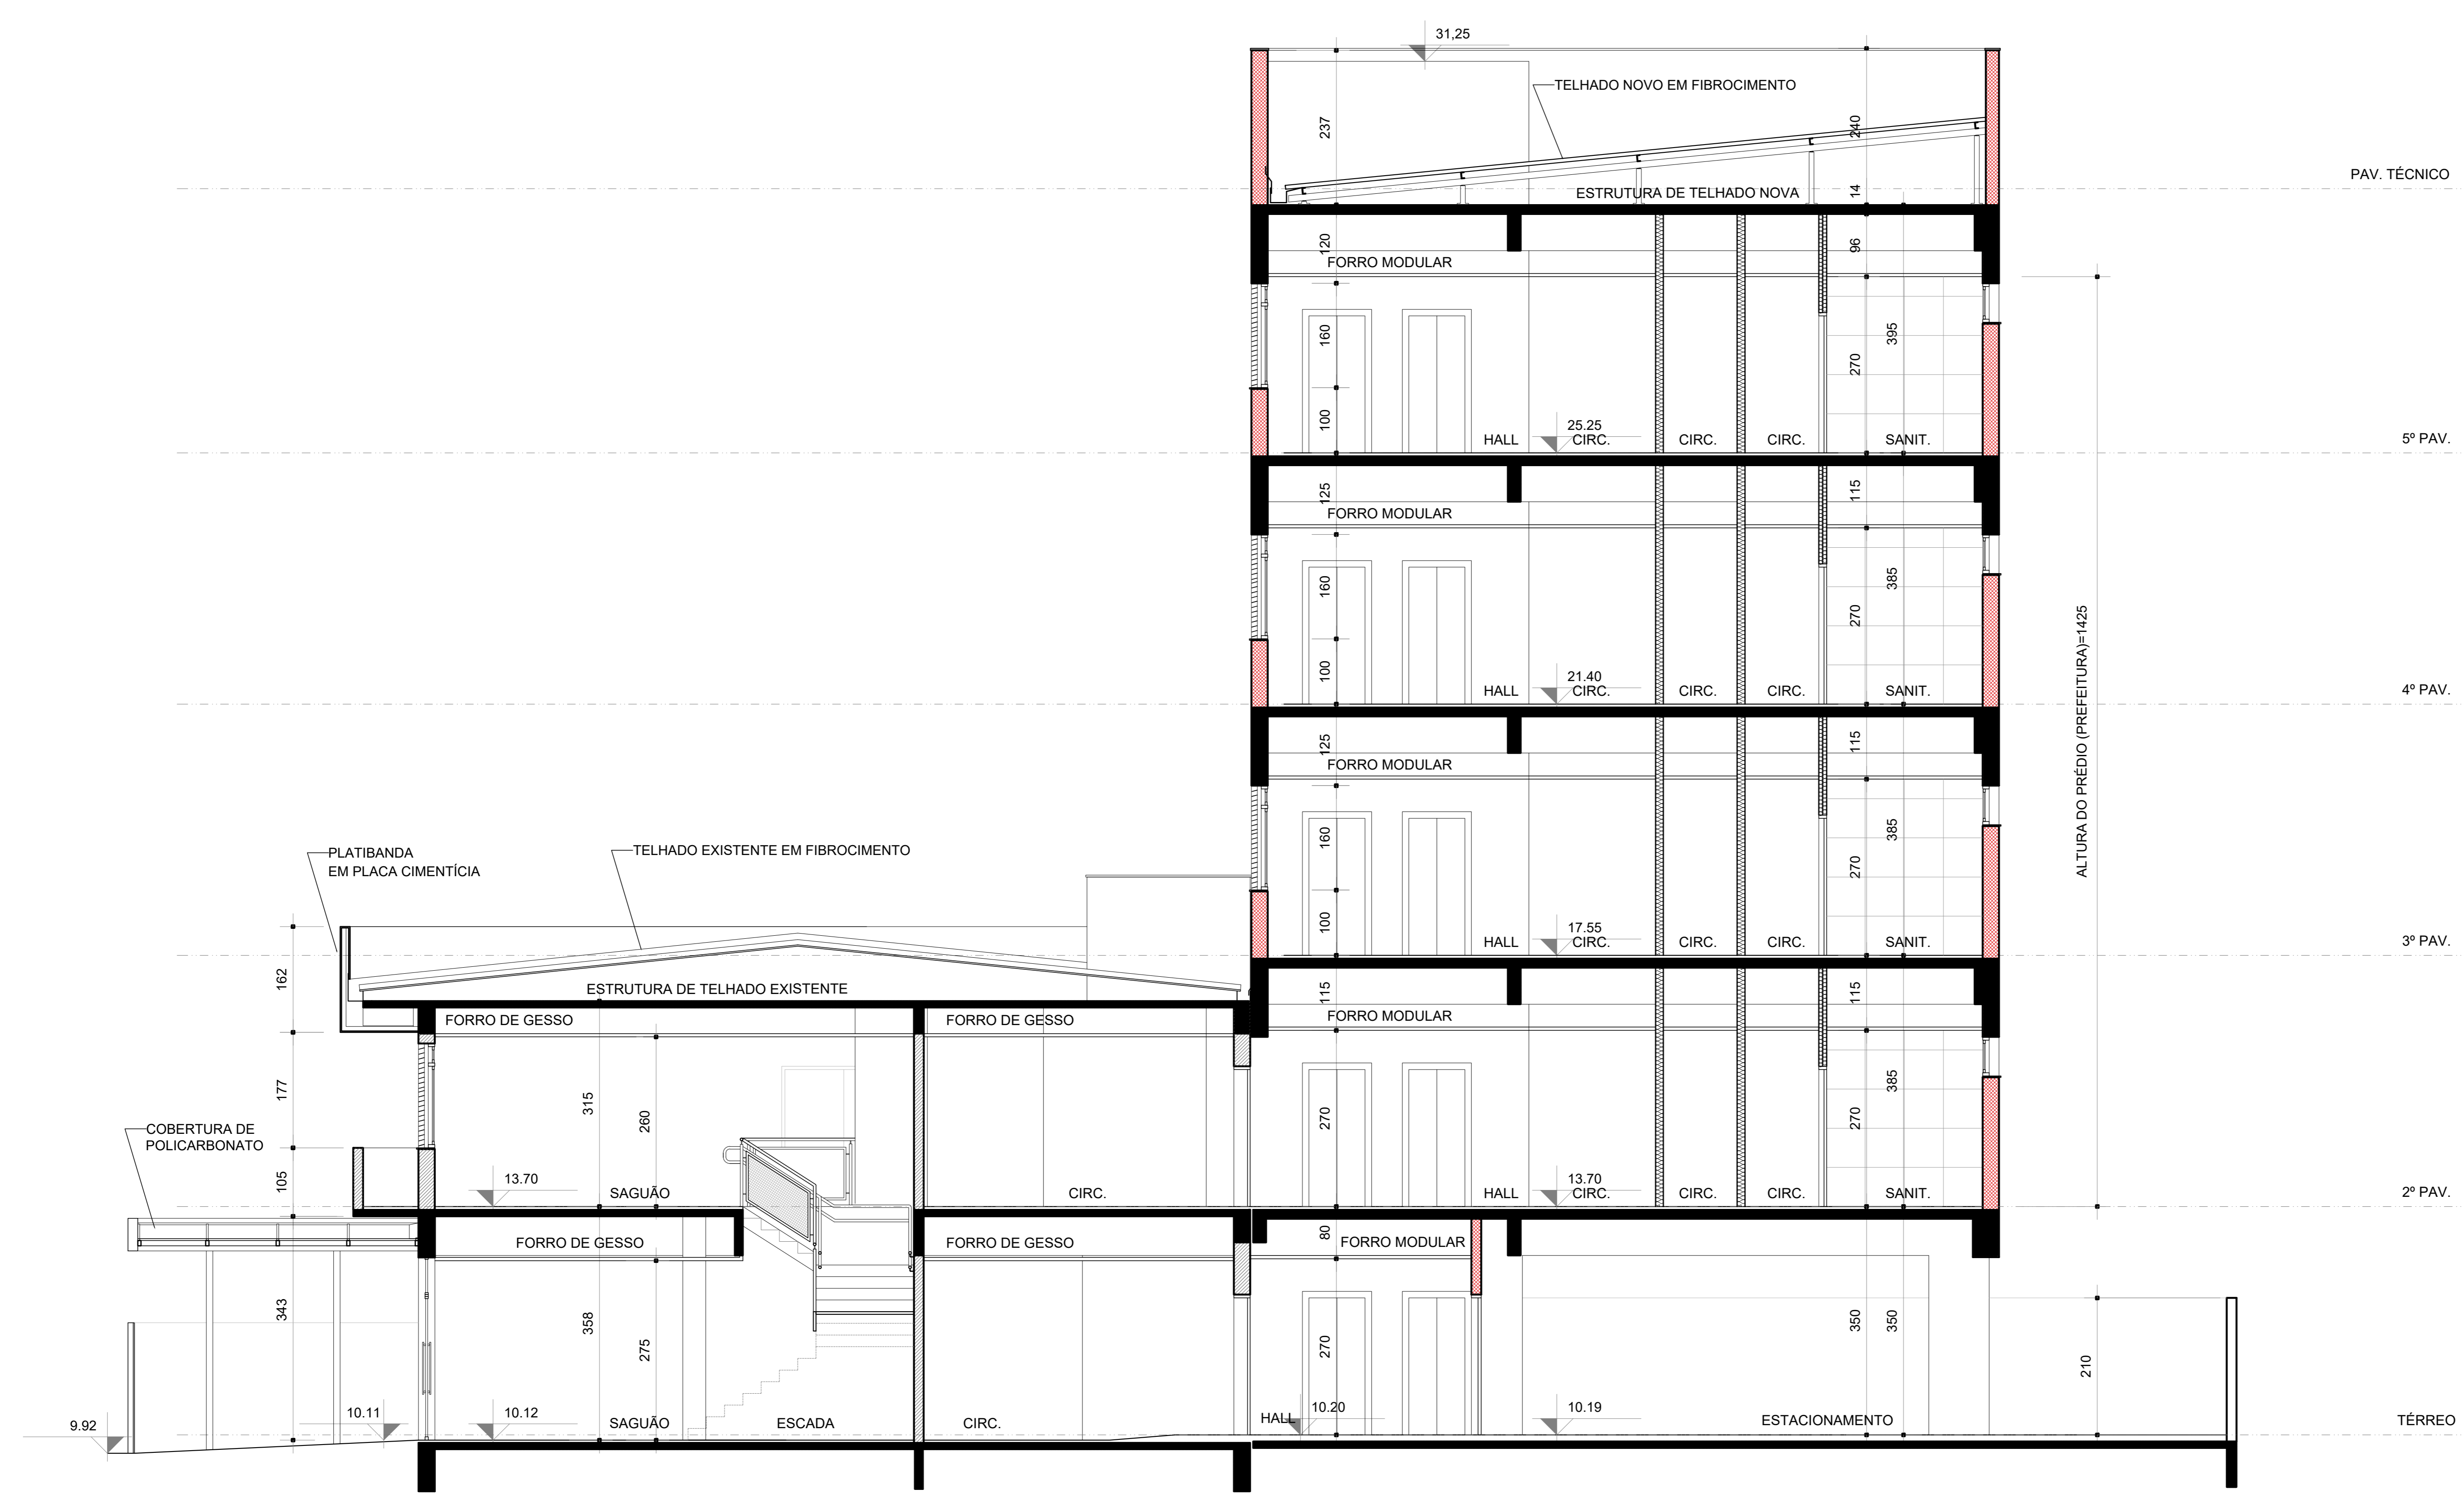 31,25
TELHADO NOVO EM FIBROCIMENTO
237
240
PAV. TÉCNICO
14
ESTRUTURA DE TELHADO NOVA
120
96
FORRO MODULAR
160
395
270
100
25.25
HALL
CIRC.
CIRC.
CIRC.
SANIT.
5º PAV.
125
115
FORRO MODULAR
160
385
270
100
21.40
HALL
CIRC.
CIRC.
CIRC.
SANIT.
4º PAV.
ALTURA DO PRÉDIO (PREFEITURA)=1425
125
115
FORRO MODULAR
160
385
270
100
17.55
HALL
CIRC.
CIRC.
CIRC.
SANIT.
3º PAV.
PLATIBANDA
EM PLACA CIMENTÍCIA
TELHADO EXISTENTE EM FIBROCIMENTO
162
ESTRUTURA DE TELHADO EXISTENTE
115
115
FORRO DE GESSO
FORRO DE GESSO
FORRO MODULAR
177
315
260
270
385
270
COBERTURA DE
POLICARBONATO
105
13.70
SAGUÃO
CIRC.
13.70
HALL
CIRC.
CIRC.
CIRC.
SANIT.
2º PAV.
FORRO DE GESSO
FORRO DE GESSO
80
FORRO MODULAR
343
358
275
270
350
350
210
9.92
10.11
10.12
SAGUÃO
ESCADA
CIRC.
HALL
10.20
10.19
ESTACIONAMENTO
TÉRREO